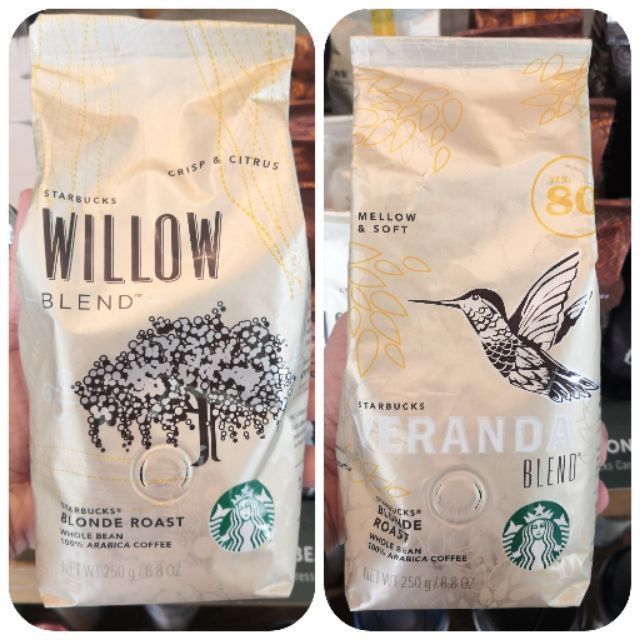 CRISP & CITRUS
STARBUCKS
WILLOW
BLEND™
STARBUCKS®
BLONDE ROAST
WHOLE BEAN
100% ARABICA COFFEE
NET WT 250 g / 8.8 OZ
MELLOW
& SOFT
80
STARBUCKS
VERANDA
BLEND™
STARBUCKS®
BLONDE
ROAST
WHOLE BEAN
100% ARABICA COFFEE
NET WT 250 g / 8.8 OZ